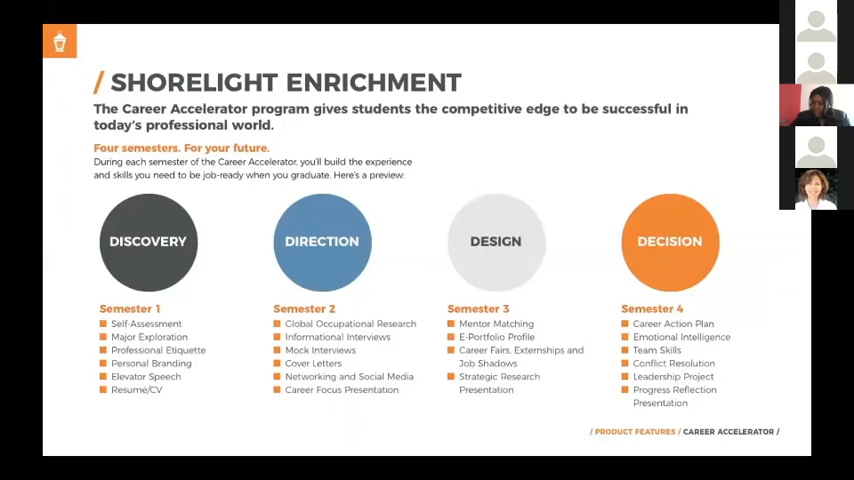 / SHORELIGHT ENRICHMENT
The Career Accelerator program gives students the competitive edge to be successful in
today's professional world.
Four semesters. For your future.
During each semester of the Career Accelerator, you'll build the experience
and skills you need to be job-ready when you graduate. Here's a preview:
DISCOVERY
Semester 1
Self-Assessment
Major Exploration
Professional Etiquette
Personal Branding
Elevator Speech
Resumé/CV
DIRECTION
Semester 2
Global Occupational Research
Informational Interviews
Mock Interviews
Cover Letters
Networking and Social Media
Career Focus Presentation
DESIGN
Semester 3
Mentor Matching
E-Portfolio Profile
Career Fairs, Externships and
Job Shadows
Strategic Research
Presentation
DECISION
Semester 4
Career Action Plan
Emotional Intelligence
Team Skills
Conflict Resolution
Leadership Project
Progress Reflection
Presentation
/ PRODUCT FEATURES / CAREER ACCELERATOR /